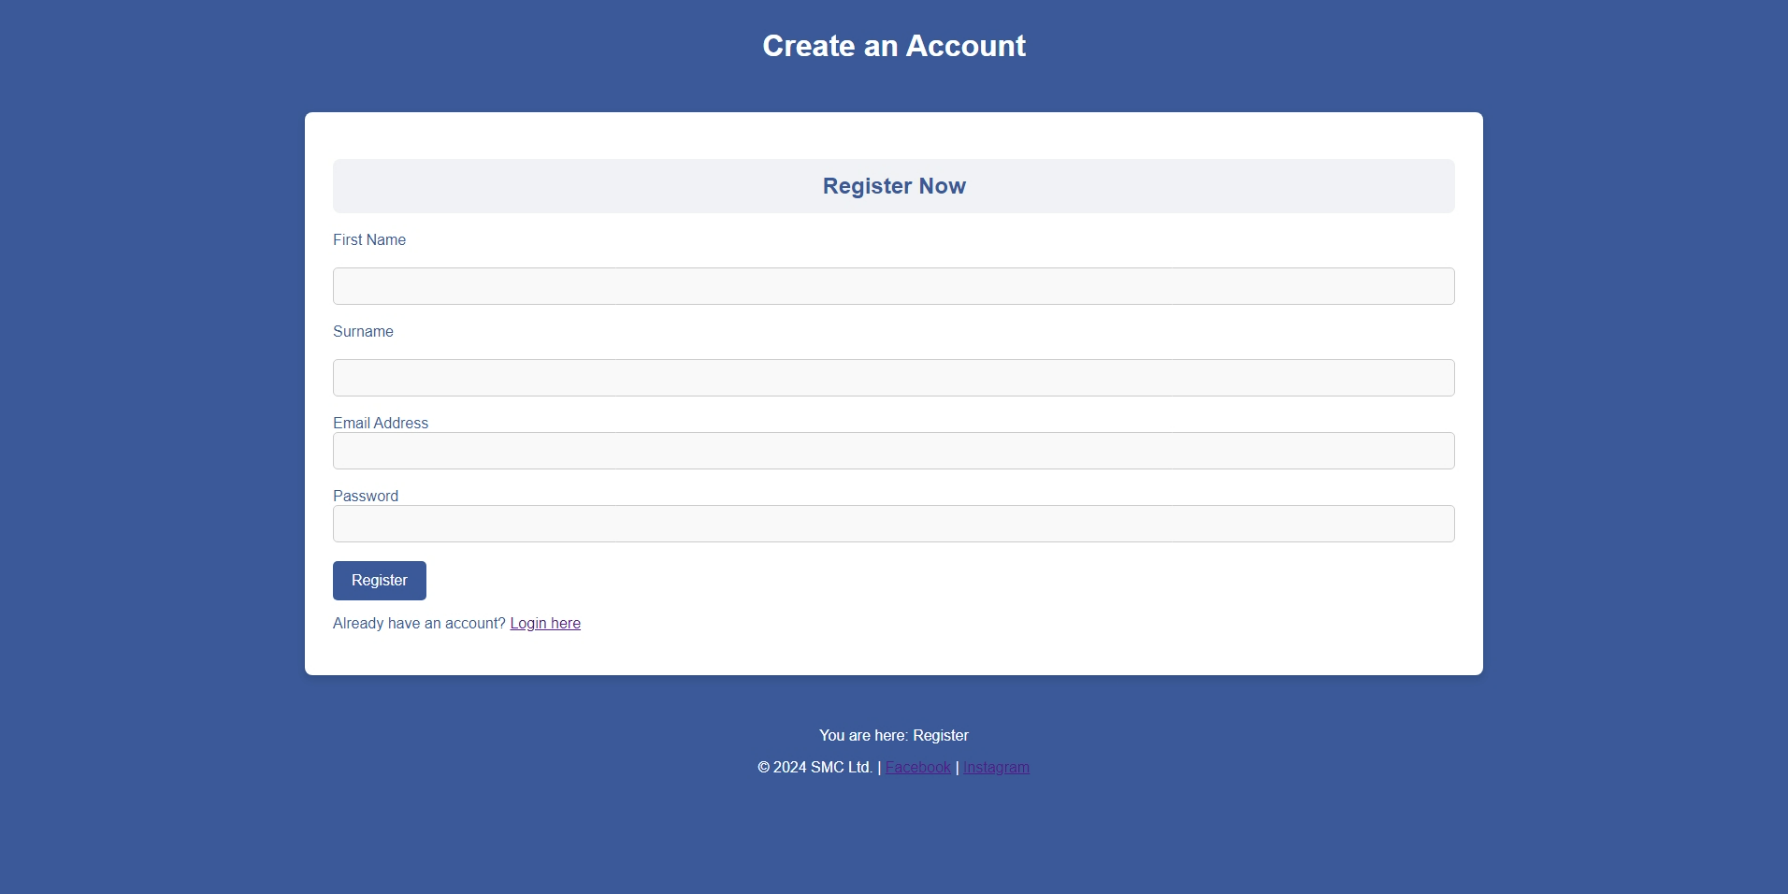 Create an Account
Register Now
First Name
Surname
Email Address
Password
Register
Already have an account? Login here
You are here: Register
© 2024 SMC Ltd. | Facebook | Instagram